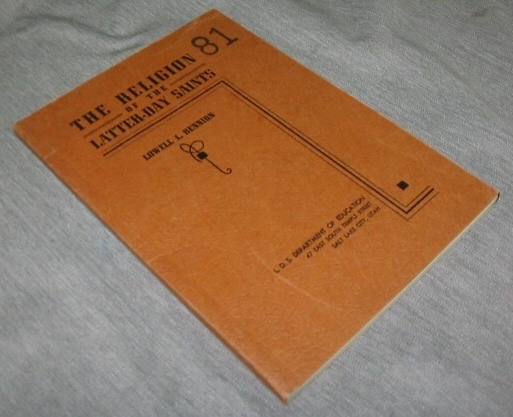 81
THE RELIGION
OF THE
LATTER-DAY SAINTS
LOWELL L. BENNION
L. D. S. DEPARTMENT OF EDUCATION
47 EAST SOUTH TEMPLE STREET
SALT LAKE CITY, UTAH